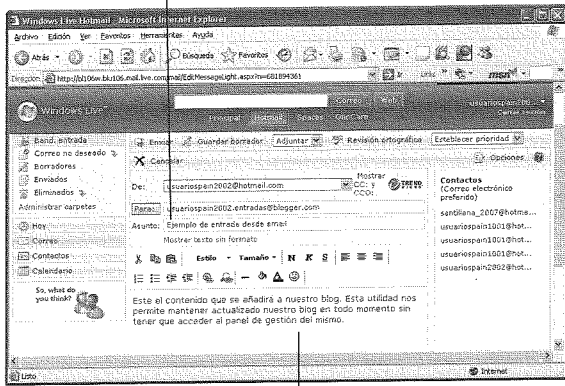 Windows Live Hotmail - Microsoft Internet Explorer
Archivo Edición Ver Favoritos Herramientas Ayuda
Atrás Búsqueda Favoritos
Dirección http://bl106w.blu106.mail.live.com/mail/EditMessageLight.aspx?n=681894361 Ir msn
Correo Web
Windows Live
Principal Hotmail Spaces OneCare
Cerrar sesión
Band. entrada
Correo no deseado
Borradores
Enviados
Eliminados
Administrar carpetas
Hoy
Correo
Contactos
Calendario
So, what do
you think?
Enviar Guardar borrador Adjuntar Revisión ortográfica Establecer prioridad
Cancelar Opciones
De: usuariospain2002@hotmail.com Mostrar CC: y CCO: TREND
Para: usuariospain2002.entradas@blogger.com
Asunto: Ejemplo de entrada desde email
Mostrar texto sin formato
Estilo Tamaño N K S
Este el contenido que se añadirá a nuestro blog. Esta utilidad nos
permite mantener actualizado nuestro blog en todo momento sin
tener que acceder al panel de gestión del mismo.
Contactos
(Correo electrónico
preferido)
santillana_2007@hotma...
usuariospain1001@hot...
usuariospain1001@hot...
usuariospain2002@hot...
Listo Internet